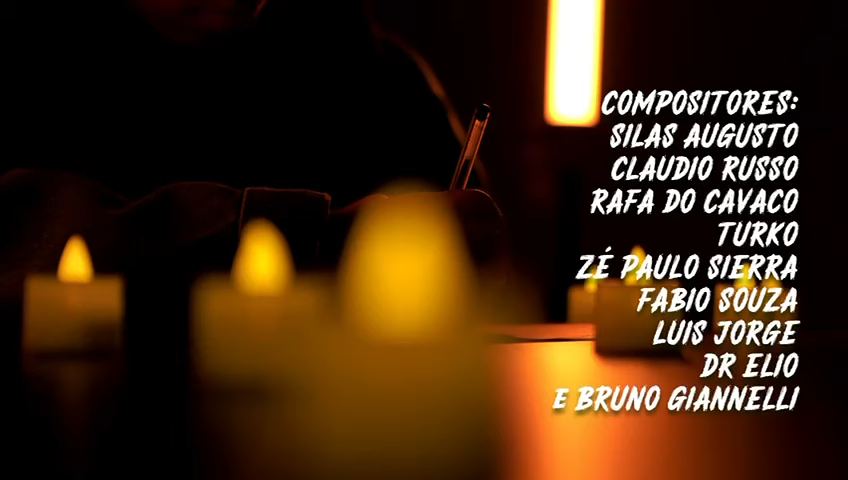 COMPOSITORES:
SILAS AUGUSTO
CLAUDIO RUSSO
RAFA DO CAVACO
TURKO
ZÉ PAULO SIERRA
FABIO SOUZA
LUIS JORGE
DR ELIO
E BRUNO GIANNELLI